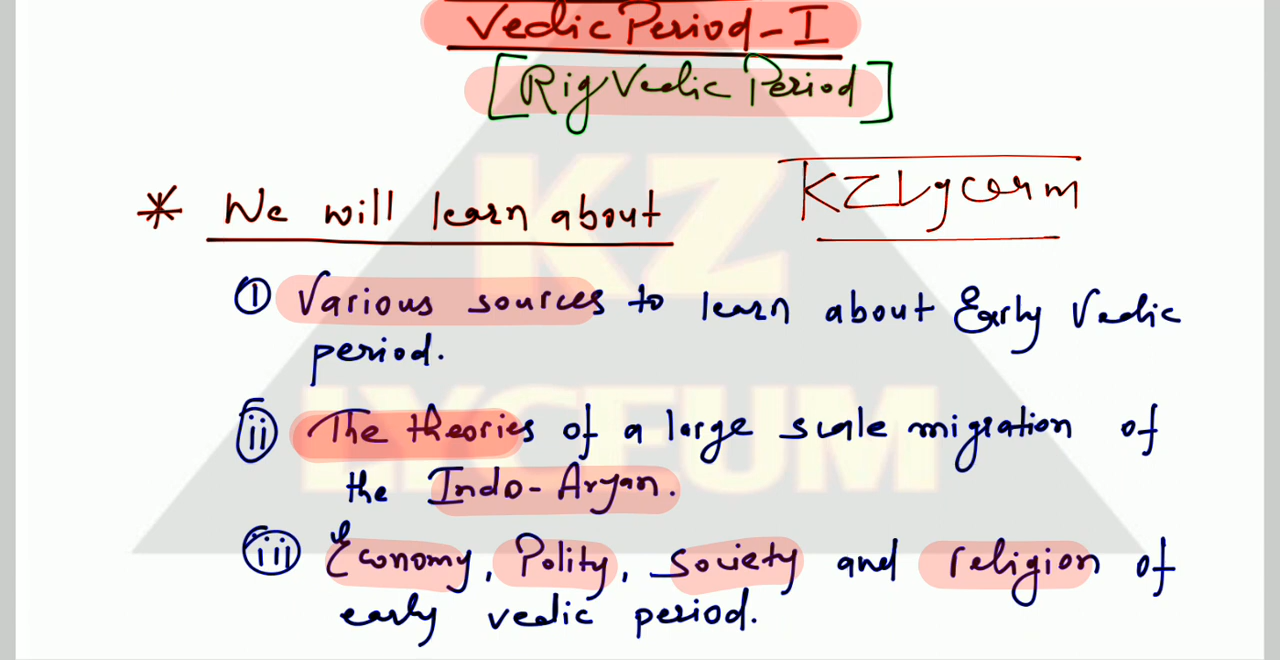 Vedic Period - I
[Rig Vedic Period]
KZ Lyceum
* We will learn about
① Various sources to learn about Early Vedic
period.
ⓘⓘ The theories of a large scale migration of
the Indo-Aryan.
ⓘⓘⓘ Economy, Polity, Society and religion of
early vedic period.
KZ
LYCEUM